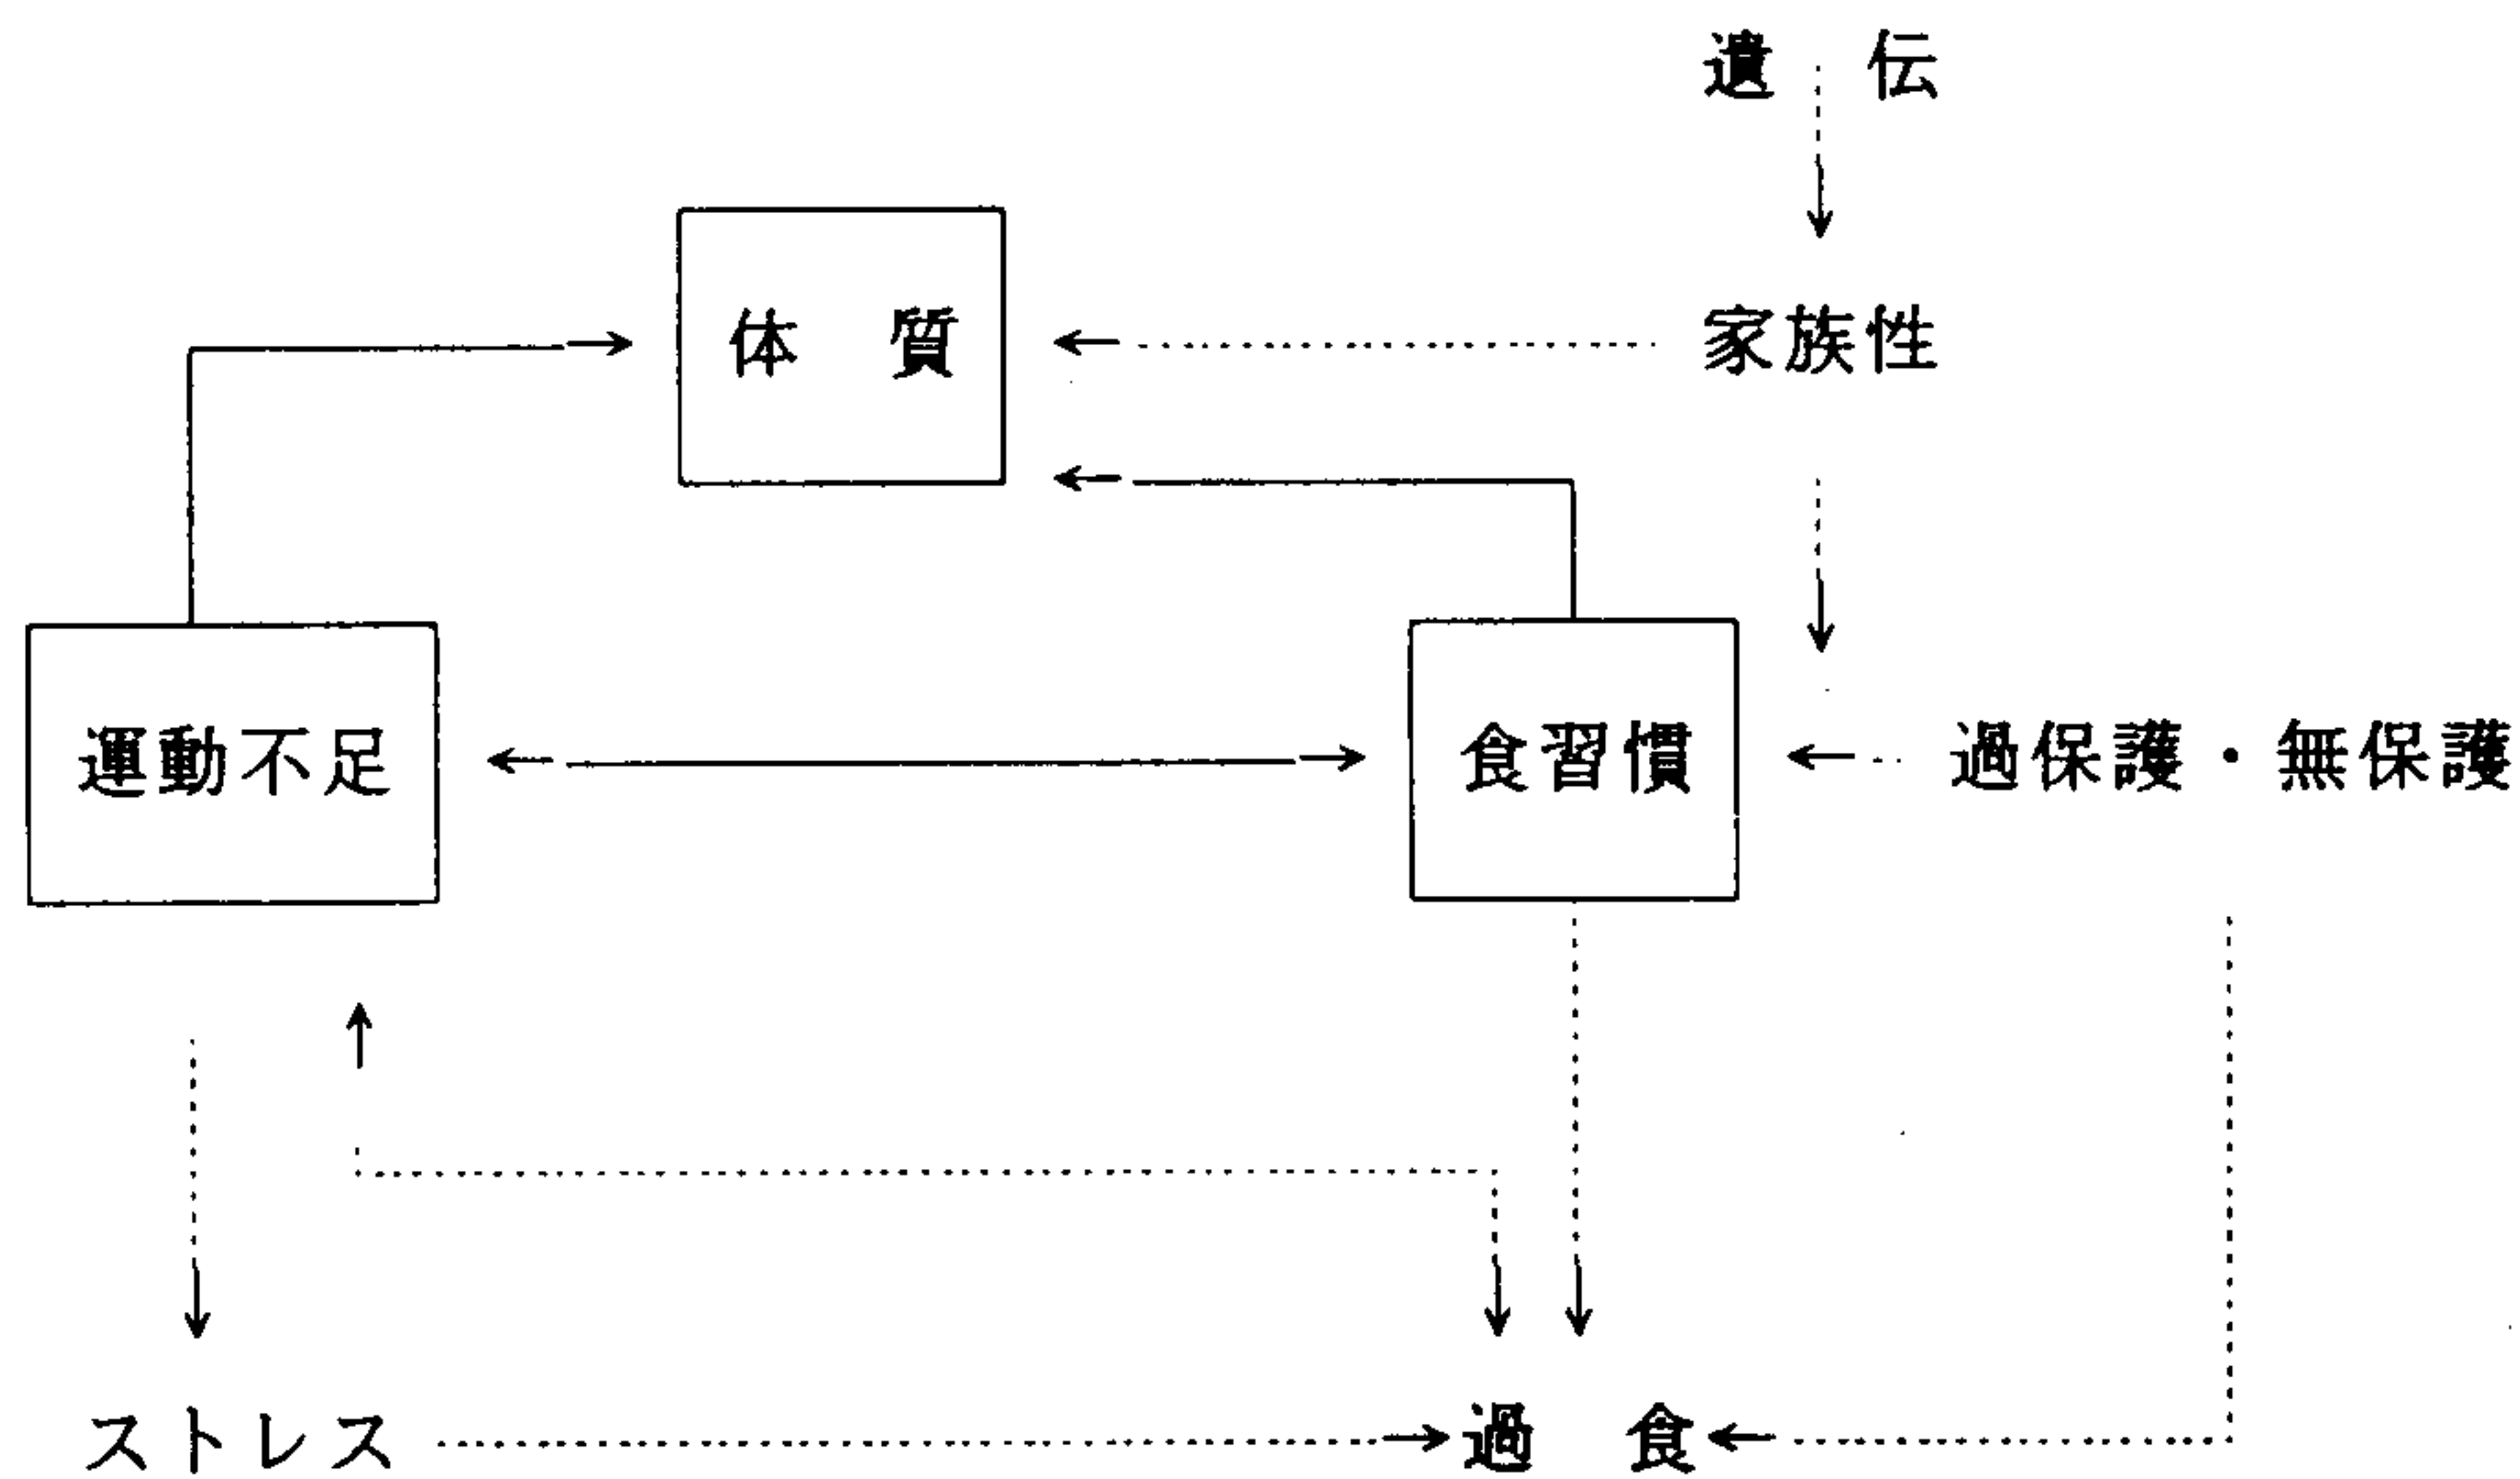 遺　伝
体　質
家族性
運動不足
食習慣
過保護・無保護
ストレス
過　食